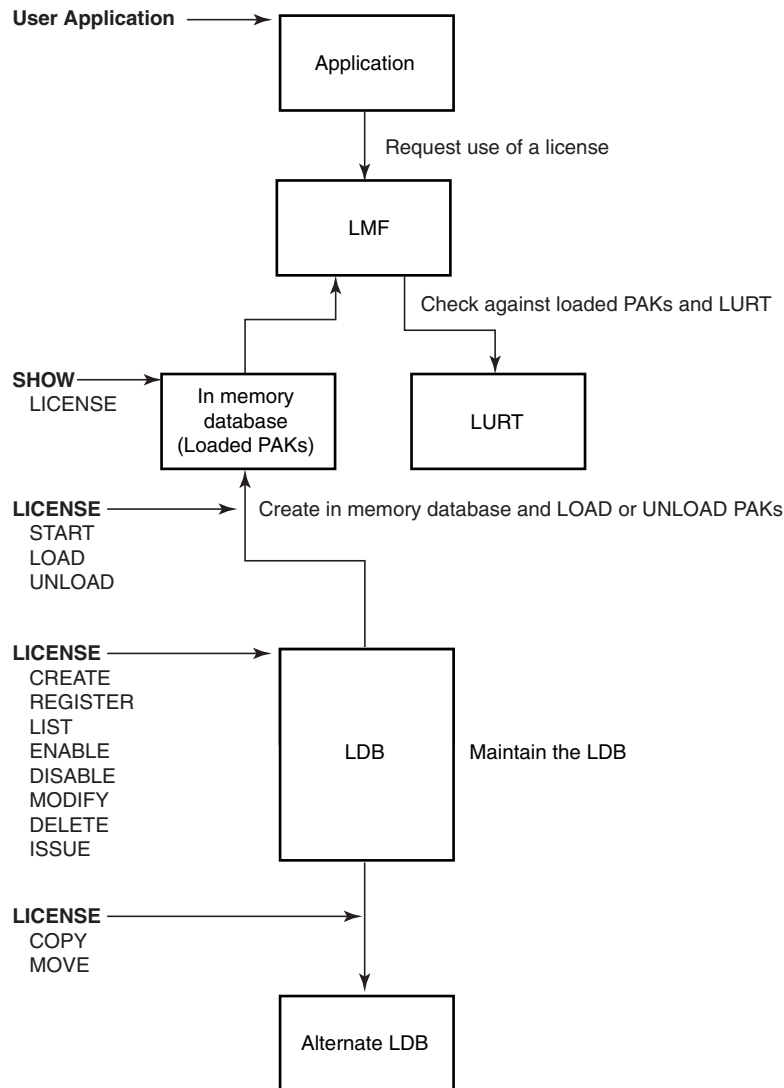 User Application
Application
Request use of a license
LMF
Check against loaded PAKs and LURT
SHOW
LICENSE
In memory
database
(Loaded PAKs)
LURT
LICENSE
START
LOAD
UNLOAD
Create in memory database and LOAD or UNLOAD PAKs
LICENSE
CREATE
REGISTER
LIST
ENABLE
DISABLE
MODIFY
DELETE
ISSUE
LDB
Maintain the LDB
LICENSE
COPY
MOVE
Alternate LDB